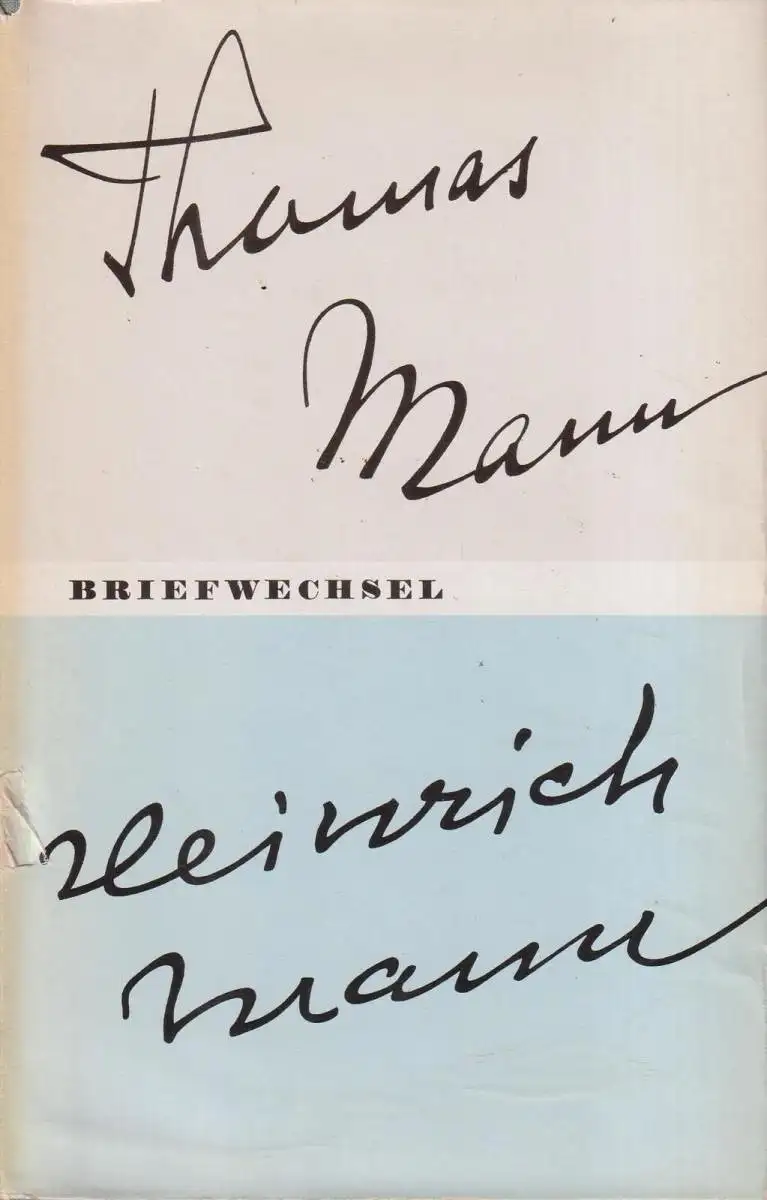 Thomas
Mann
BRIEFWECHSEL
Heinrich
Mann